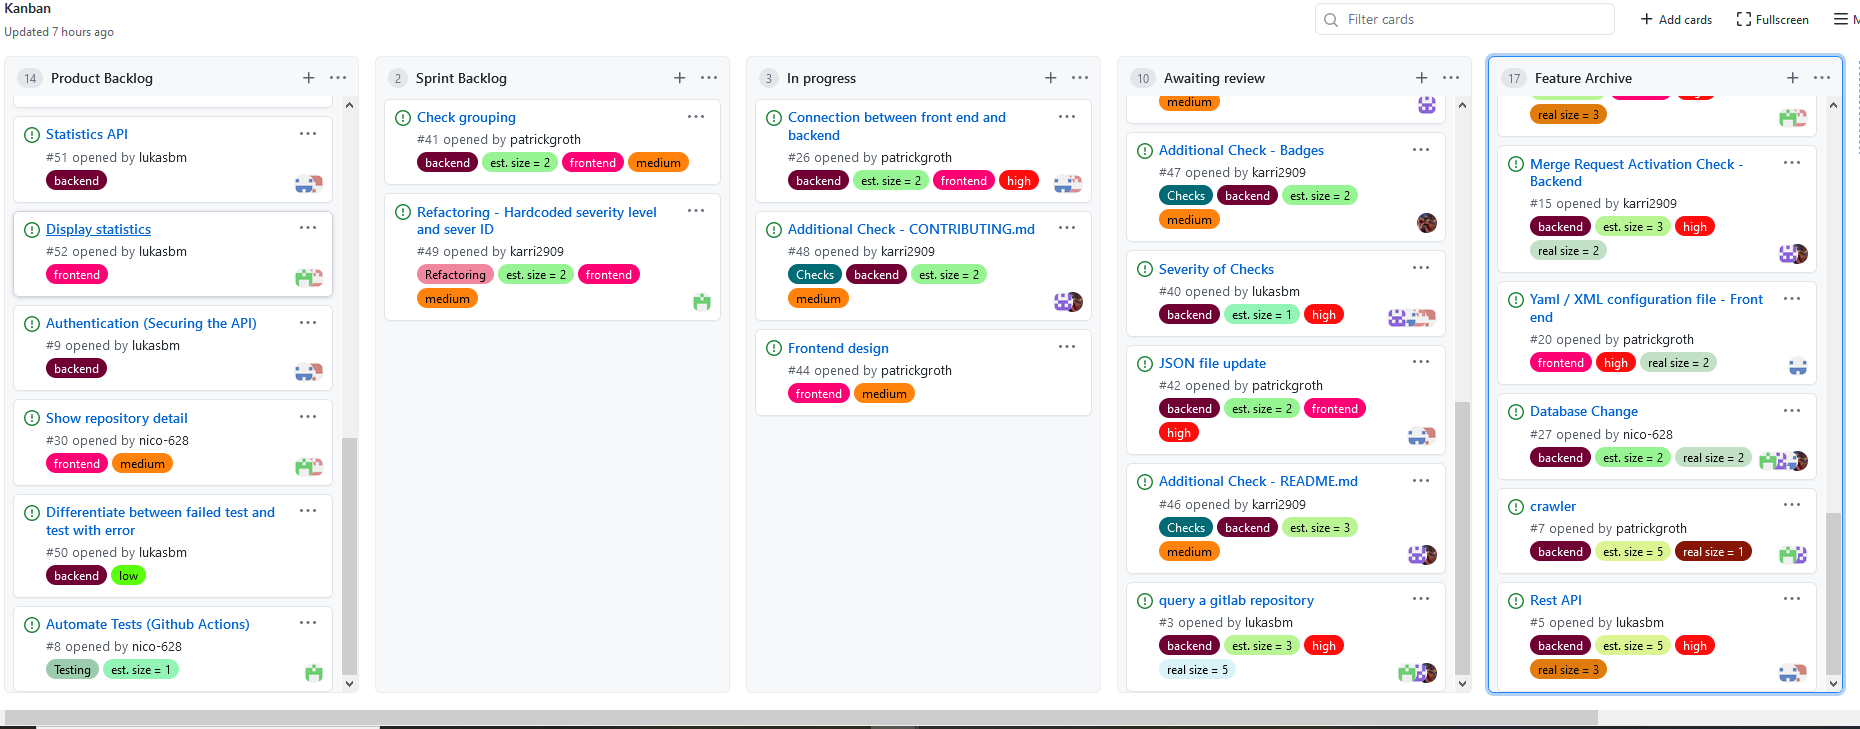 Kanban
Updated 7 hours ago
Filter cards
Add cards
Fullscreen
14 Product Backlog
Statistics API
#51 opened by lukasbm
backend
Display statistics
#52 opened by lukasbm
frontend
Authentication (Securing the API)
#9 opened by lukasbm
backend
Show repository detail
#30 opened by nico-628
frontend medium
Differentiate between failed test and
test with error
#50 opened by lukasbm
backend low
Automate Tests (Github Actions)
#8 opened by nico-628
Testing est. size = 1
2 Sprint Backlog
Check grouping
#41 opened by patrickgroth
backend est. size = 2 frontend medium
Refactoring - Hardcoded severity level
and sever ID
#49 opened by karri2909
Refactoring est. size = 2 frontend
medium
3 In progress
Connection between front end and
backend
#26 opened by patrickgroth
backend est. size = 2 frontend high
Additional Check - CONTRIBUTING.md
#48 opened by karri2909
Checks backend est. size = 2
medium
Frontend design
#44 opened by patrickgroth
frontend medium
10 Awaiting review
medium
Additional Check - Badges
#47 opened by karri2909
Checks backend est. size = 2
medium
Severity of Checks
#40 opened by lukasbm
backend est. size = 1 high
JSON file update
#42 opened by patrickgroth
backend est. size = 2 frontend
high
Additional Check - README.md
#46 opened by karri2909
Checks backend est. size = 3
medium
query a gitlab repository
#3 opened by lukasbm
backend est. size = 3 high
real size = 5
17 Feature Archive
real size = 3
Merge Request Activation Check -
Backend
#15 opened by karri2909
backend est. size = 3 high
real size = 2
Yaml / XML configuration file - Front
end
#20 opened by patrickgroth
frontend high real size = 2
Database Change
#27 opened by nico-628
backend est. size = 2 real size = 2
crawler
#7 opened by patrickgroth
backend est. size = 5 real size = 1
Rest API
#5 opened by lukasbm
backend est. size = 5 high
real size = 3